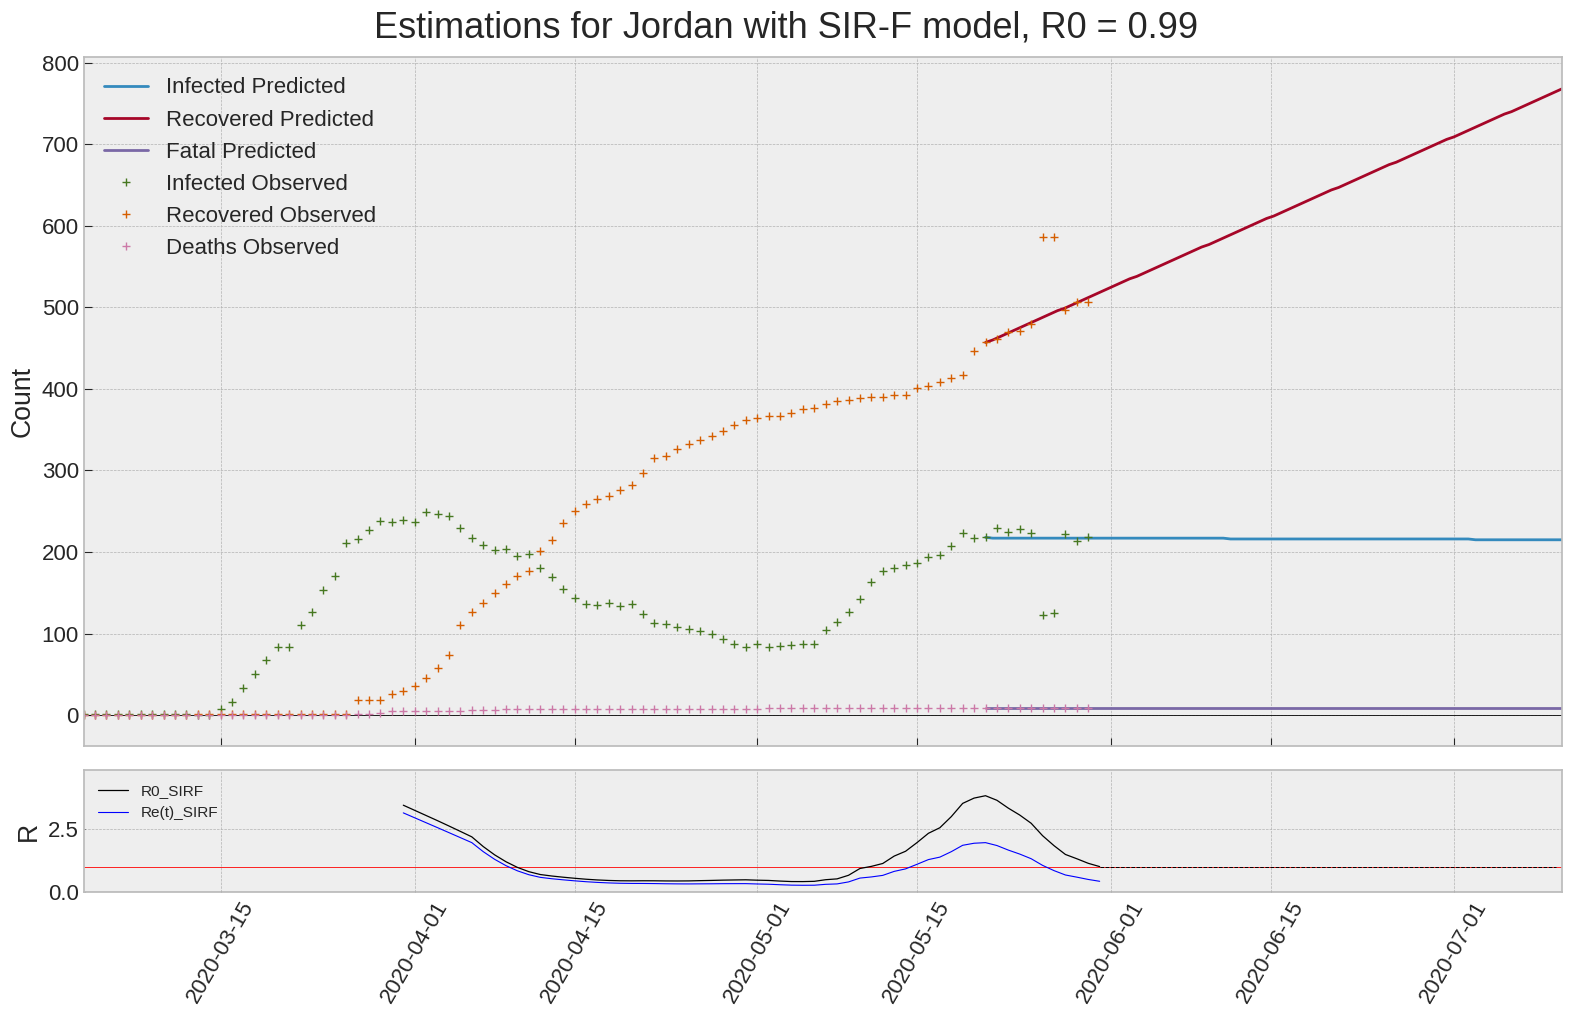 Estimations for Jordan with SIR-F model, R0 = 0.99
800
700
600
500
400
300
200
100
0
Count
Infected Predicted
Recovered Predicted
Fatal Predicted
Infected Observed
Recovered Observed
Deaths Observed
R0_SIRF
Re(t)_SIRF
R
2.5
0.0
2020-03-15
2020-04-01
2020-04-15
2020-05-01
2020-05-15
2020-06-01
2020-06-15
2020-07-01